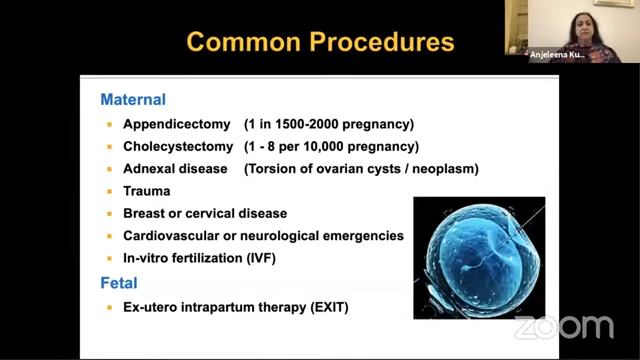 Common Procedures
Anjeleena Ku...
Maternal
Appendicectomy (1 in 1500-2000 pregnancy)
Cholecystectomy (1 - 8 per 10,000 pregnancy)
Adnexal disease (Torsion of ovarian cysts / neoplasm)
Trauma
Breast or cervical disease
Cardiovascular or neurological emergencies
In-vitro fertilization (IVF)
Fetal
Ex-utero intrapartum therapy (EXIT)
zoom